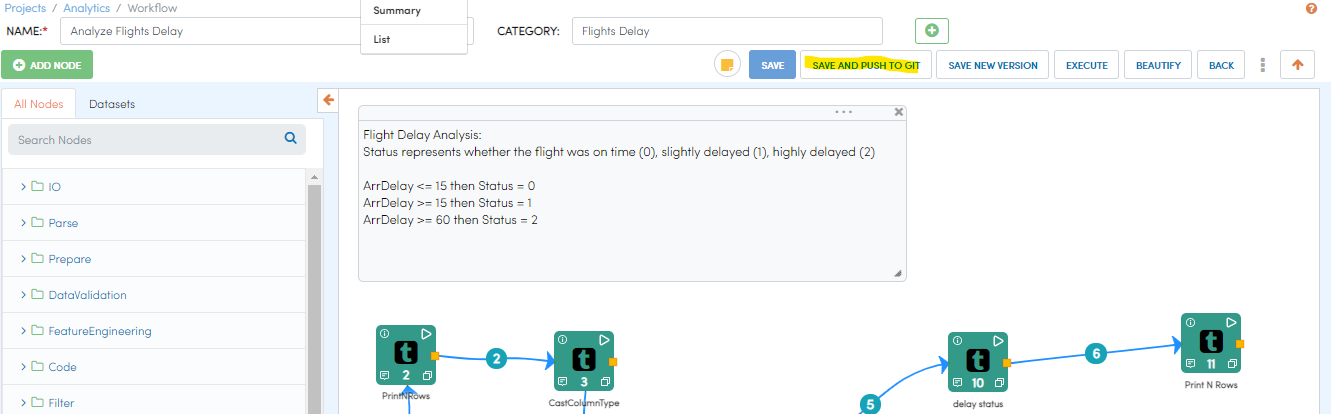 Projects / Analytics / Workflow
Summary
List
NAME:* Analyze Flights Delay CATEGORY: Flights Delay
ADD NODE SAVE SAVE AND PUSH TO GIT SAVE NEW VERSION EXECUTE BEAUTIFY BACK
All Nodes Datasets
Search Nodes
IO
Parse
Prepare
DataValidation
FeatureEngineering
Code
Filter
Flight Delay Analysis:
Status represents whether the flight was on time (0), slightly delayed (1), highly delayed (2)
ArrDelay <= 15 then Status = 0
ArrDelay >= 15 then Status = 1
ArrDelay >= 60 then Status = 2
t
2
PrintNRows
2
t
3
CastColumnType
5
t
10
delay status
6
t
11
Print N Rows